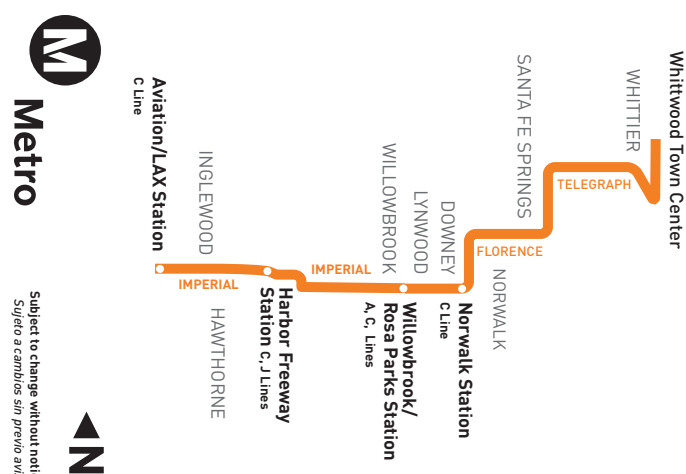 M
Metro
Aviation/LAX Station
C Line
INGLEWOOD
IMPERIAL
HAWTHORNE
Harbor Freeway
Station C, J Lines
IMPERIAL
WILLOWBROOK
LYNWOOD
DOWNEY
Willowbrook/
Rosa Parks Station
A, C, Lines
Norwalk Station
C Line
FLORENCE
NORWALK
SANTA FE SPRINGS
TELEGRAPH
WHITTIER
Whittwood Town Center
Subject to change without noti
Sujeto a cambios sin previo avi
N